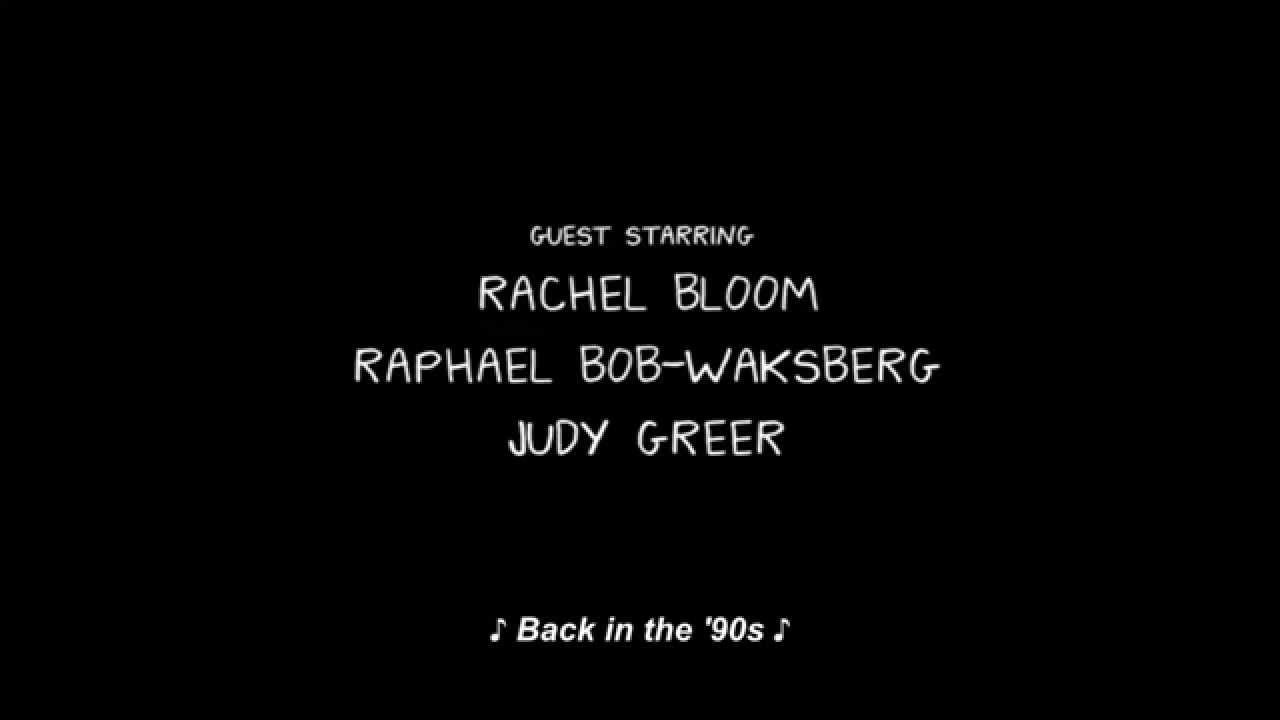 GUEST STARRING
RACHEL BLOOM
RAPHAEL BOB-WAKSBERG
JUDY GREER
♪ Back in the '90s ♪